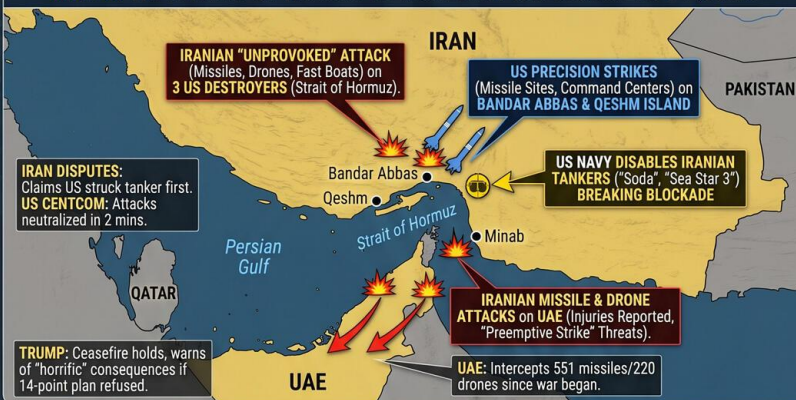 IRANIAN "UNPROVOKED" ATTACK
(Missiles, Drones, Fast Boats) on
3 US DESTROYERS (Strait of Hormuz).
IRAN
US PRECISION STRIKES
(Missile Sites, Command Centers) on
BANDAR ABBAS & QESHM ISLAND
PAKISTAN
IRAN DISPUTES:
Claims US struck tanker first.
US CENTCOM: Attacks
neutralized in 2 mins.
Bandar Abbas
Qeshm
US NAVY DISABLES IRANIAN
TANKERS ("Soda", "Sea Star 3")
BREAKING BLOCKADE
Persian
Gulf
Strait of Hormuz
Minab
QATAR
IRANIAN MISSILE & DRONE
ATTACKS on UAE (Injuries Reported,
"Preemptive Strike" Threats).
TRUMP: Ceasefire holds, warns
of "horrific" consequences if
14-point plan refused.
UAE
UAE: Intercepts 551 missiles/220
drones since war began.